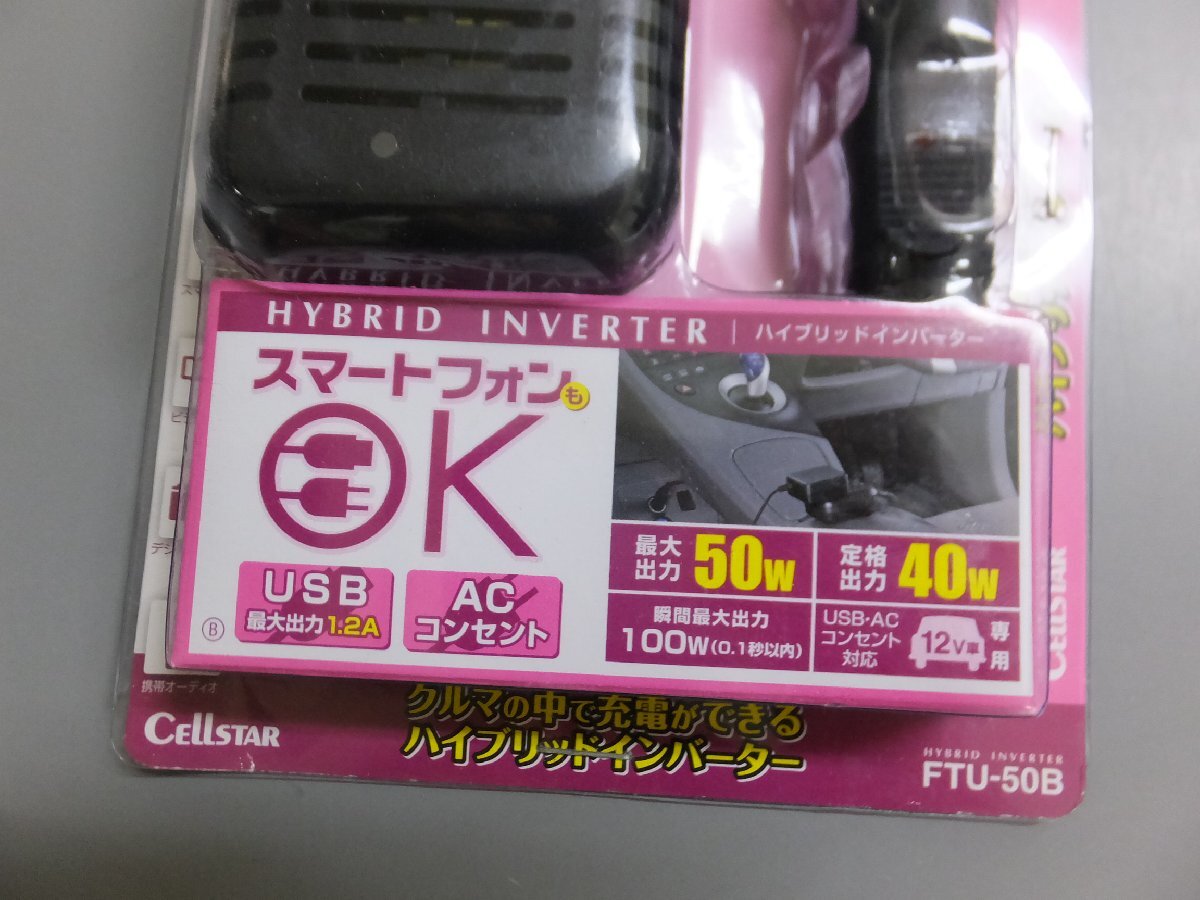 HYBRID INVERTER ハイブリッドインバーター
スマートフォンも
OK
USB
最大出力1.2A
AC
コンセント
B
最大
出力 50W
定格
出力 40W
瞬間最大出力
100W(0.1秒以内)
USB・AC
コンセント
対応
12V車
専用
CELLSTAR
携帯オーディオ
CELLSTAR
クルマの中で充電ができる
ハイブリッドインバーター
HYBRID INVERTER
FTU-50B